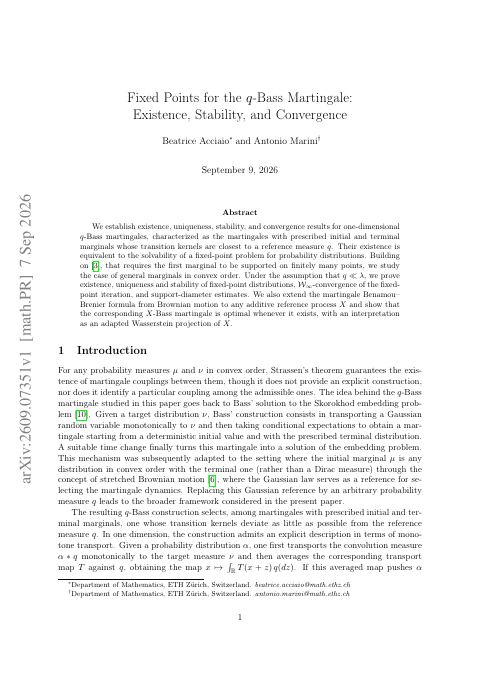 Fixed Points for the q-Bass Martingale:
Existence, Stability, and Convergence
Beatrice Acciaio* and Antonio Marini†
September 9, 2026
Abstract
We establish existence, uniqueness, stability, and convergence results for one-dimensional
q-Bass martingales, characterized as the martingales with prescribed initial and terminal
marginals whose transition kernels are closest to a reference measure q. Their existence is
equivalent to the solvability of a fixed-point problem for probability distributions. Building
on [3], that requires the first marginal to be supported on finitely many points, we study
the case of general marginals in convex order. Under the assumption that q ≪ λ, we prove
existence, uniqueness and stability of fixed-point distributions, W∞-convergence of the fixed-
point iteration, and support-diameter estimates. We also extend the martingale Benamou–
Brenier formula from Brownian motion to any additive reference process X and show that
the corresponding X-Bass martingale is optimal whenever it exists, with an interpretation
as an adapted Wasserstein projection of X.
1 Introduction
For any probability measures μ and ν in convex order, Strassen's theorem guarantees the exis-
tence of martingale couplings between them, though it does not provide an explicit construction,
nor does it identify a particular coupling among the admissible ones. The idea behind the q-Bass
martingale studied in this paper goes back to Bass' solution to the Skorokhod embedding prob-
lem [10]. Given a target distribution ν, Bass' construction consists in transporting a Gaussian
random variable monotonically to ν and then taking conditional expectations to obtain a mar-
tingale starting from a deterministic initial value and with the prescribed terminal distribution.
A suitable time change finally turns this martingale into a solution of the embedding problem.
This mechanism was subsequently adapted to the setting where the initial marginal μ is any
distribution in convex order with the terminal one (rather than a Dirac measure) through the
concept of stretched Brownian motion [6], where the Gaussian law serves as a reference for se-
lecting the martingale dynamics. Replacing this Gaussian reference by an arbitrary probability
measure q leads to the broader framework considered in the present paper.
The resulting q-Bass construction selects, among martingales with prescribed initial and ter-
minal marginals, one whose transition kernels deviate as little as possible from the reference
measure q. In one dimension, the construction admits an explicit description in terms of mono-
tone transport. Given a probability distribution α, one first transports the convolution measure
α ∗ q monotonically to the target measure ν and then averages the corresponding transport
map T against q, obtaining the map x ↦ ∫ℝ T(x + z) q(dz). If this averaged map pushes α
*Department of Mathematics, ETH Zürich, Switzerland. beatrice.acciaio@math.ethz.ch
†Department of Mathematics, ETH Zürich, Switzerland. antonio.marini@math.ethz.ch
1
arXiv:2609.07351v1 [math.PR] 7 Sep 2026